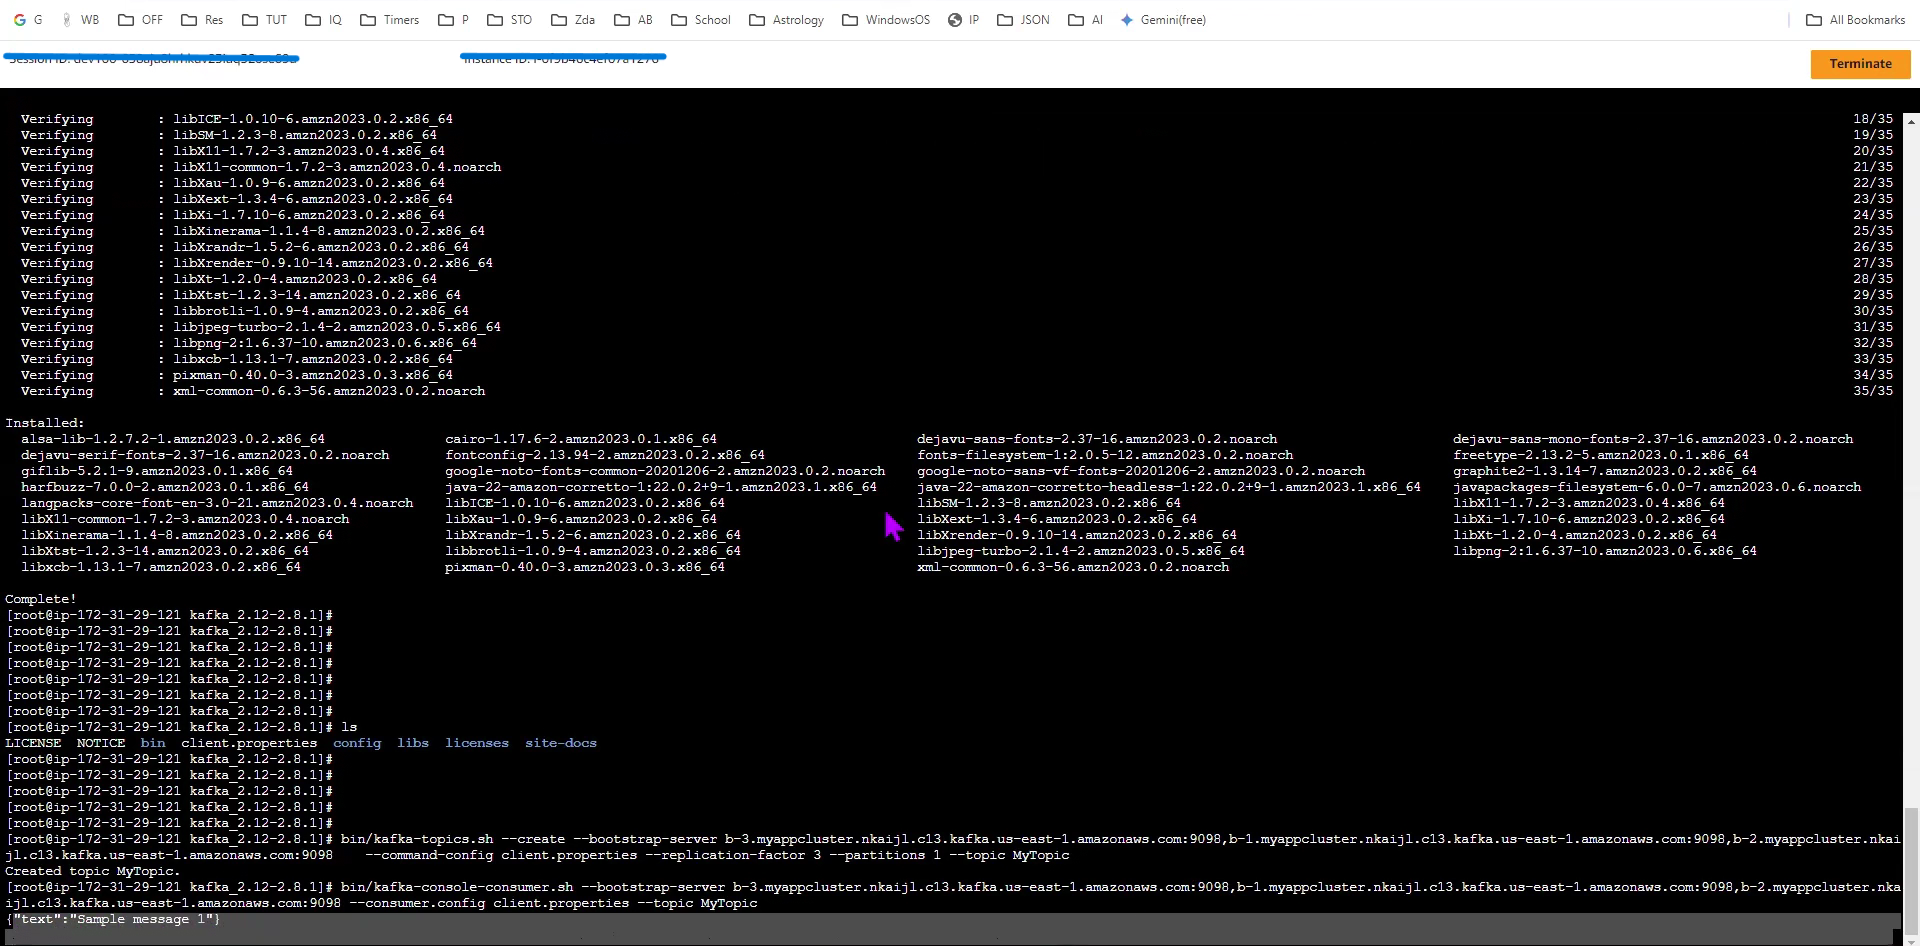 G WB OFF Res TUT IQ Timers P STO Zda AB School Astrology WindowsOS IP JSON AI Gemini(free) All Bookmarks
Terminate
Verifying : libICE-1.0.10-6.amzn2023.0.2.x86_64 18/35
Verifying : libSM-1.2.3-8.amzn2023.0.2.x86_64 19/35
Verifying : libX11-1.7.2-3.amzn2023.0.4.x86_64 20/35
Verifying : libX11-common-1.7.2-3.amzn2023.0.4.noarch 21/35
Verifying : libXau-1.0.9-6.amzn2023.0.2.x86_64 22/35
Verifying : libXext-1.3.4-6.amzn2023.0.2.x86_64 23/35
Verifying : libXi-1.7.10-6.amzn2023.0.2.x86_64 24/35
Verifying : libXinerama-1.1.4-8.amzn2023.0.2.x86_64 25/35
Verifying : libXrandr-1.5.2-6.amzn2023.0.2.x86_64 26/35
Verifying : libXrender-0.9.10-14.amzn2023.0.2.x86_64 27/35
Verifying : libXt-1.2.0-4.amzn2023.0.2.x86_64 28/35
Verifying : libXtst-1.2.3-14.amzn2023.0.2.x86_64 29/35
Verifying : libbrotli-1.0.9-4.amzn2023.0.2.x86_64 30/35
Verifying : libjpeg-turbo-2.1.4-2.amzn2023.0.5.x86_64 31/35
Verifying : libpng-2:1.6.37-10.amzn2023.0.6.x86_64 32/35
Verifying : libxcb-1.13.1-7.amzn2023.0.2.x86_64 33/35
Verifying : pixman-0.40.0-3.amzn2023.0.3.x86_64 34/35
Verifying : xml-common-0.6.3-56.amzn2023.0.2.noarch 35/35
Installed:
alsa-lib-1.2.7.2-1.amzn2023.0.2.x86_64 cairo-1.17.6-2.amzn2023.0.1.x86_64 dejavu-sans-fonts-2.37-16.amzn2023.0.2.noarch dejavu-sans-mono-fonts-2.37-16.amzn2023.0.2.noarch
dejavu-serif-fonts-2.37-16.amzn2023.0.2.noarch fontconfig-2.13.94-2.amzn2023.0.2.x86_64 fonts-filesystem-1:2.0.5-12.amzn2023.0.2.noarch freetype-2.13.2-5.amzn2023.0.1.x86_64
giflib-5.2.1-9.amzn2023.0.1.x86_64 google-noto-fonts-common-20201206-2.amzn2023.0.2.noarch google-noto-sans-vf-fonts-20201206-2.amzn2023.0.2.noarch graphite2-1.3.14-7.amzn2023.0.2.x86_64
harfbuzz-7.0.0-2.amzn2023.0.1.x86_64 java-22-amazon-corretto-1:22.0.2+9-1.amzn2023.1.x86_64 java-22-amazon-corretto-headless-1:22.0.2+9-1.amzn2023.1.x86_64 javapackages-filesystem-6.0.0-7.amzn2023.0.6.noarch
langpacks-core-font-en-3.0-21.amzn2023.0.4.noarch libICE-1.0.10-6.amzn2023.0.2.x86_64 libSM-1.2.3-8.amzn2023.0.2.x86_64 libX11-1.7.2-3.amzn2023.0.4.x86_64
libX11-common-1.7.2-3.amzn2023.0.4.noarch libXau-1.0.9-6.amzn2023.0.2.x86_64 libXext-1.3.4-6.amzn2023.0.2.x86_64 libXi-1.7.10-6.amzn2023.0.2.x86_64
libXinerama-1.1.4-8.amzn2023.0.2.x86_64 libXrandr-1.5.2-6.amzn2023.0.2.x86_64 libXrender-0.9.10-14.amzn2023.0.2.x86_64 libXt-1.2.0-4.amzn2023.0.2.x86_64
libXtst-1.2.3-14.amzn2023.0.2.x86_64 libbrotli-1.0.9-4.amzn2023.0.2.x86_64 libjpeg-turbo-2.1.4-2.amzn2023.0.5.x86_64 libpng-2:1.6.37-10.amzn2023.0.6.x86_64
libxcb-1.13.1-7.amzn2023.0.2.x86_64 pixman-0.40.0-3.amzn2023.0.3.x86_64 xml-common-0.6.3-56.amzn2023.0.2.noarch
Complete!
[root@ip-172-31-29-121 kafka_2.12-2.8.1]#
[root@ip-172-31-29-121 kafka_2.12-2.8.1]#
[root@ip-172-31-29-121 kafka_2.12-2.8.1]#
[root@ip-172-31-29-121 kafka_2.12-2.8.1]#
[root@ip-172-31-29-121 kafka_2.12-2.8.1]#
[root@ip-172-31-29-121 kafka_2.12-2.8.1]#
[root@ip-172-31-29-121 kafka_2.12-2.8.1]#
[root@ip-172-31-29-121 kafka_2.12-2.8.1]# ls
LICENSE NOTICE bin client.properties config libs licenses site-docs
[root@ip-172-31-29-121 kafka_2.12-2.8.1]#
[root@ip-172-31-29-121 kafka_2.12-2.8.1]#
[root@ip-172-31-29-121 kafka_2.12-2.8.1]#
[root@ip-172-31-29-121 kafka_2.12-2.8.1]#
[root@ip-172-31-29-121 kafka_2.12-2.8.1]#
[root@ip-172-31-29-121 kafka_2.12-2.8.1]# bin/kafka-topics.sh --create --bootstrap-server b-3.myappcluster.nkaijl.c13.kafka.us-east-1.amazonaws.com:9098,b-1.myappcluster.nkaijl.c13.kafka.us-east-1.amazonaws.com:9098,b-2.myappcluster.nkai
jl.c13.kafka.us-east-1.amazonaws.com:9098 --command-config client.properties --replication-factor 3 --partitions 1 --topic MyTopic
Created topic MyTopic.
[root@ip-172-31-29-121 kafka_2.12-2.8.1]# bin/kafka-console-consumer.sh --bootstrap-server b-3.myappcluster.nkaijl.c13.kafka.us-east-1.amazonaws.com:9098,b-1.myappcluster.nkaijl.c13.kafka.us-east-1.amazonaws.com:9098,b-2.myappcluster.nka
ijl.c13.kafka.us-east-1.amazonaws.com:9098 --consumer.config client.properties --topic MyTopic
{"text":"Sample message 1"}